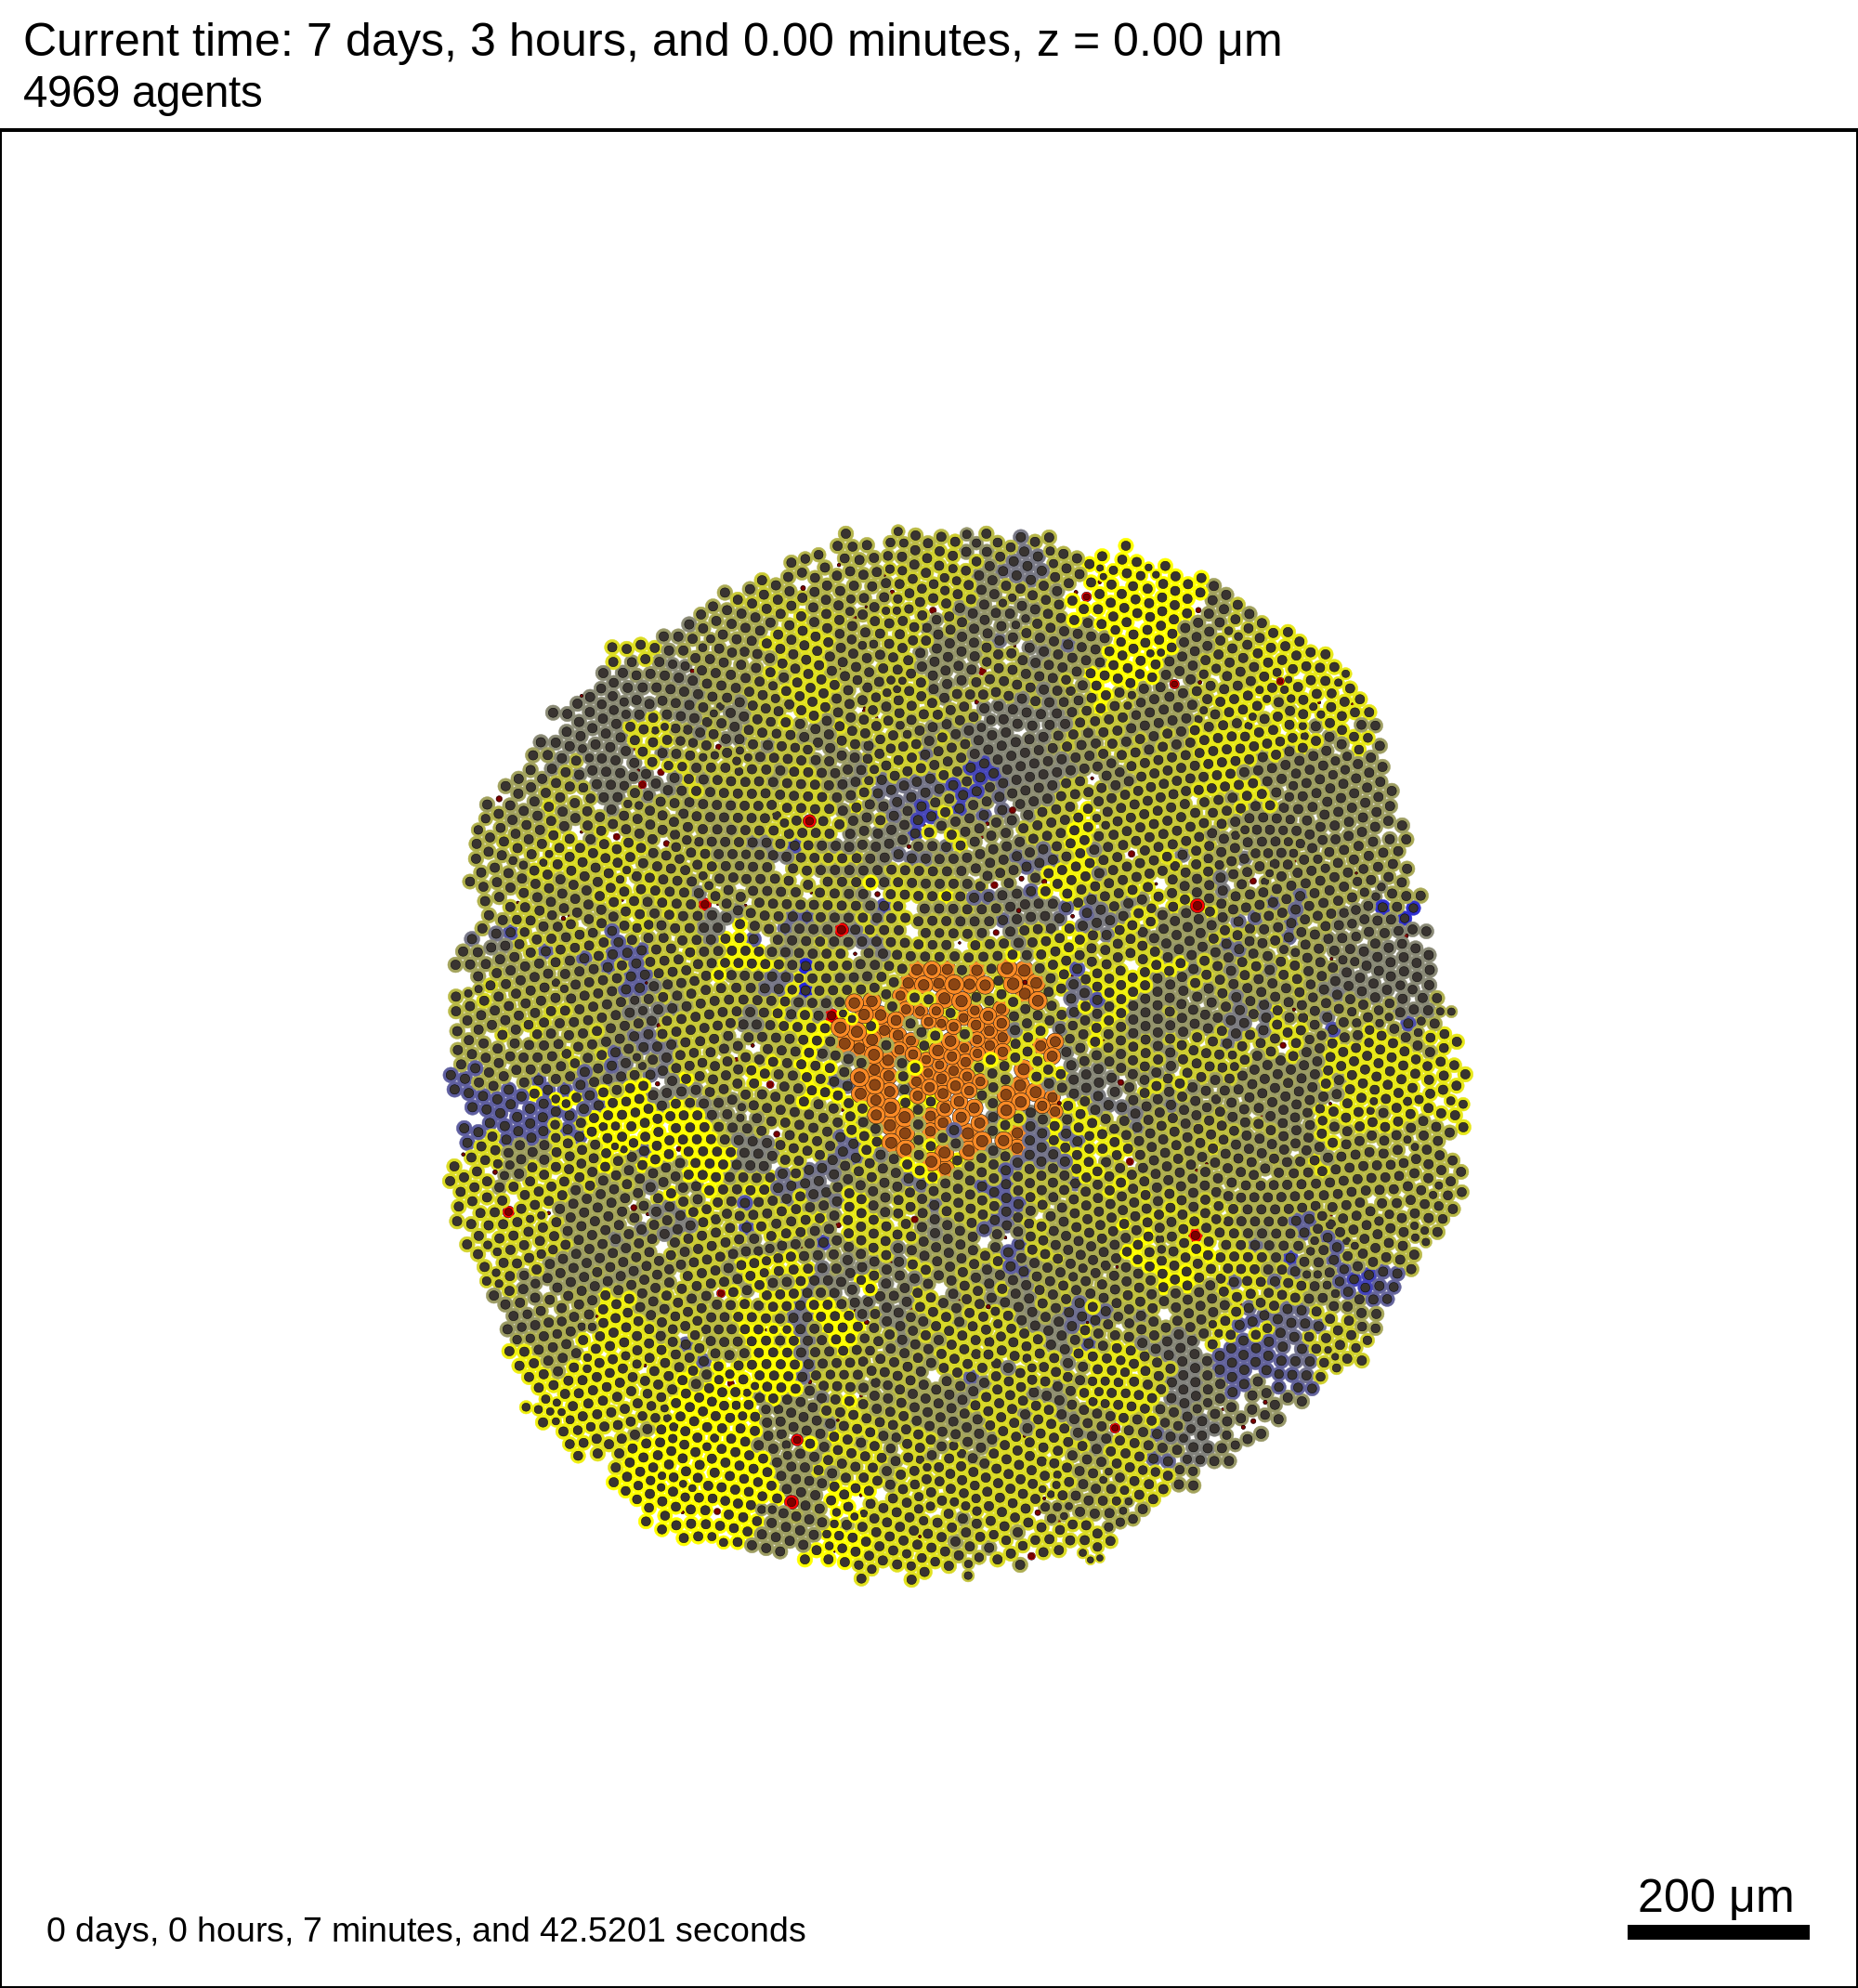 Current time: 7 days, 3 hours, and 0.00 minutes, z = 0.00 μm
4969 agents
200 μm
0 days, 0 hours, 7 minutes, and 42.5201 seconds